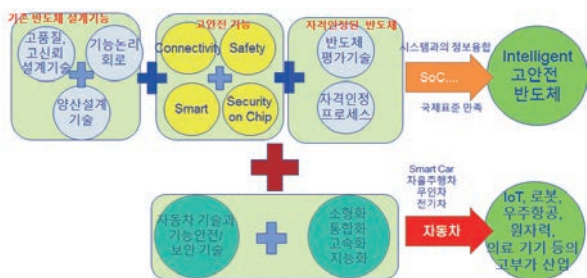 기존 반도체 설계기능
고품질,
고신뢰
설계기술
기능논리
회로
양산설계
기술
고안전 기능
Connectivity
Safety
Smart
Security
on Chip
자격인정된 반도체
반도체
평가기술
자격인정
프로세스
시스템과의 정보융합
SoC....
국제표준 만족
Intelligent
고안전
반도체
자동차 기술과
기능안전/
보안 기술
소형화
통합화
고속화
지능화
Smart Car
자율주행차
무인차
전기차
자동차
IoT, 로봇,
우주항공,
원자력,
의료 기기 등의
고부가 산업